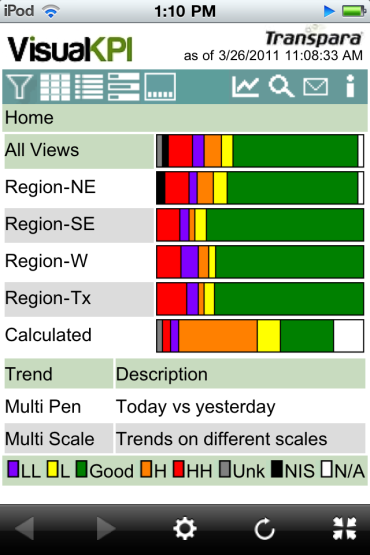 iPod 1:10 PM
VisualKPI Transpara
as of 3/26/2011 11:08:33 AM
Home
All Views
Region-NE
Region-SE
Region-W
Region-Tx
Calculated
Trend Description
Multi Pen Today vs yesterday
Multi Scale Trends on different scales
LL L Good H HH Unk NIS N/A